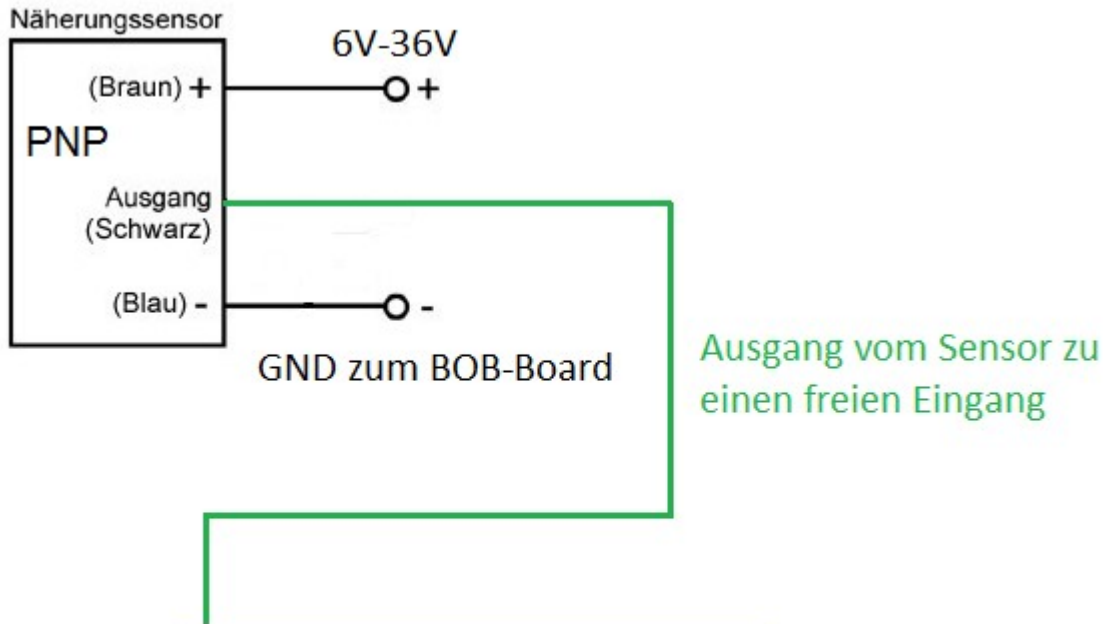 Näherungssensor
6V-36V
(Braun) +
+
PNP
Ausgang
(Schwarz)
(Blau) -
-
GND zum BOB-Board
Ausgang vom Sensor zu
einen freien Eingang